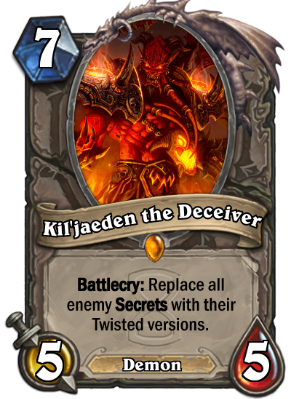 7
Kil'jaeden the Deceiver
Battlecry: Replace all
enemy Secrets with their
Twisted versions.
5
Demon
5